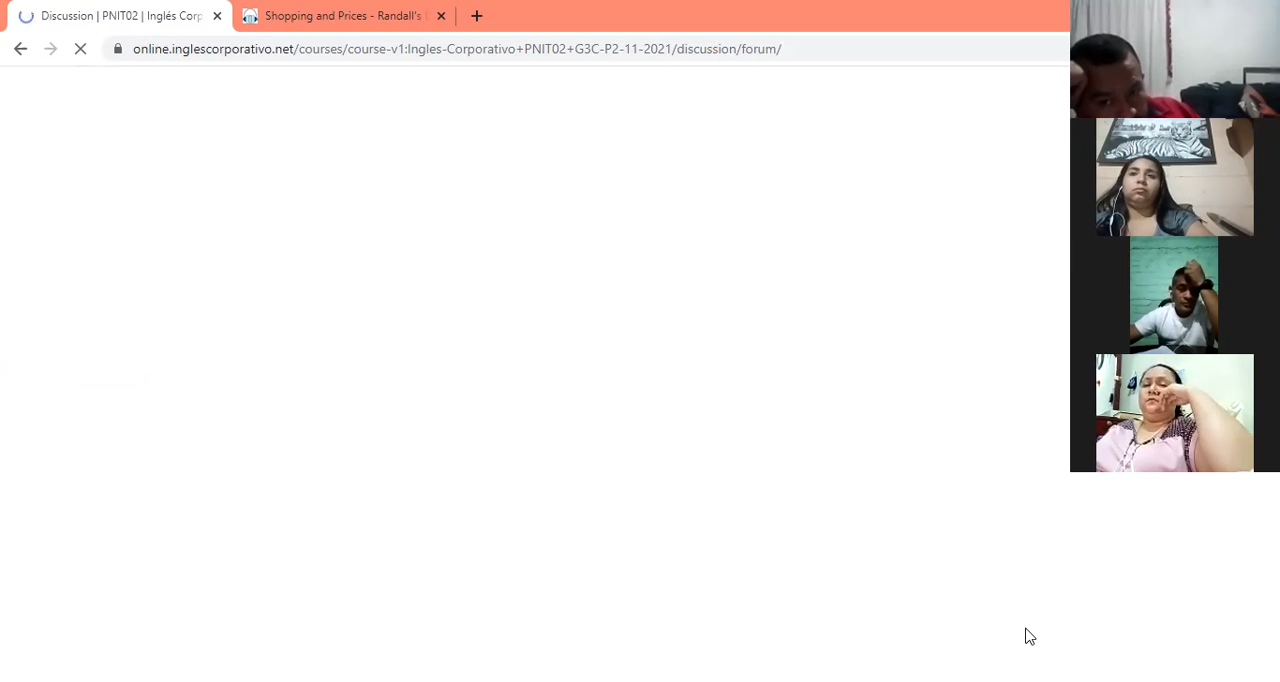 Discussion | PNIT02 | Inglés Corp
Shopping and Prices - Randall's
online.inglescorporativo.net/courses/course-v1:Ingles-Corporativo+PNIT02+G3C-P2-11-2021/discussion/forum/